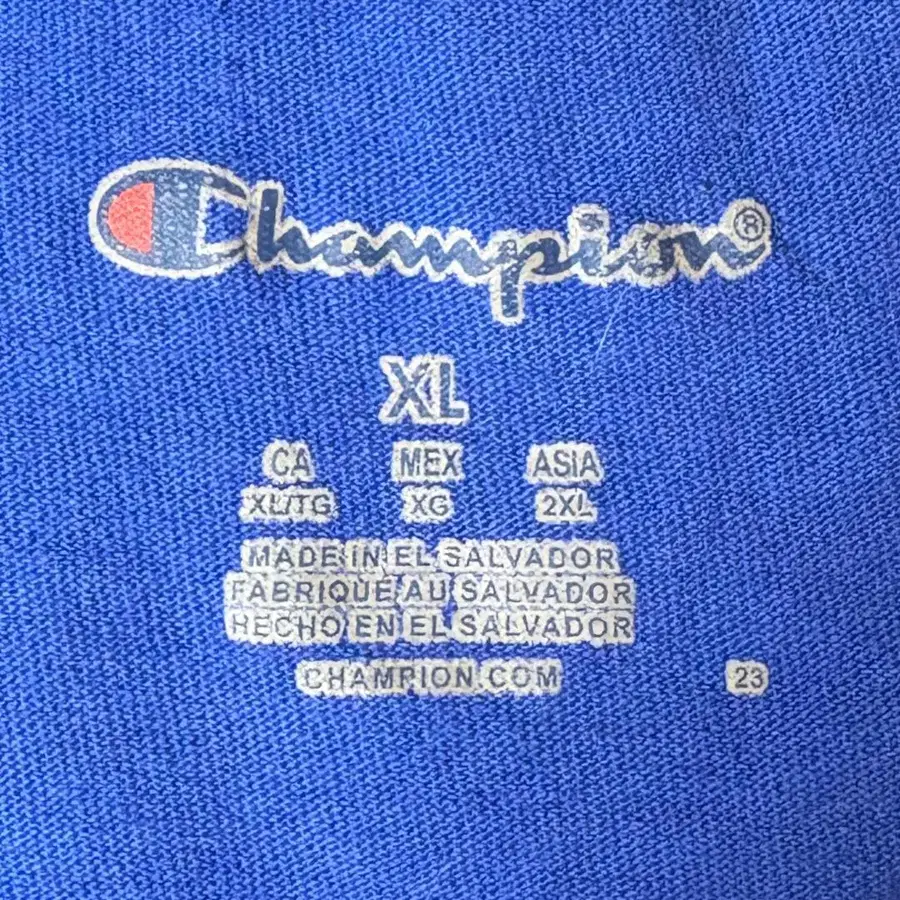 Champion®
XL
CA MEX ASIA
XL/TG XG 2XL
MADE IN EL SALVADOR
FABRIQUÉ AU SALVADOR
HECHO EN EL SALVADOR
CHAMPION.COM 23